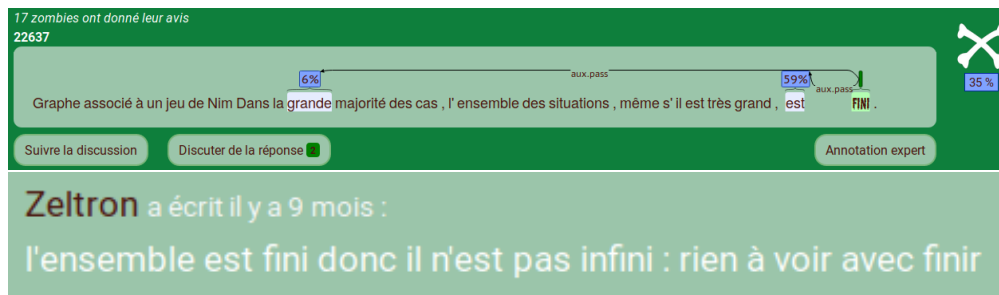 17 zombies ont donné leur avis
22637
35 %
aux.pass
6% 59%
aux.pass
Graphe associé à un jeu de Nim Dans la grande majorité des cas , l' ensemble des situations , même s' il est très grand , est FINI .
Suivre la discussion Discuter de la réponse 2 Annotation expert
Zeltron a écrit il y a 9 mois :
l'ensemble est fini donc il n'est pas infini : rien à voir avec finir